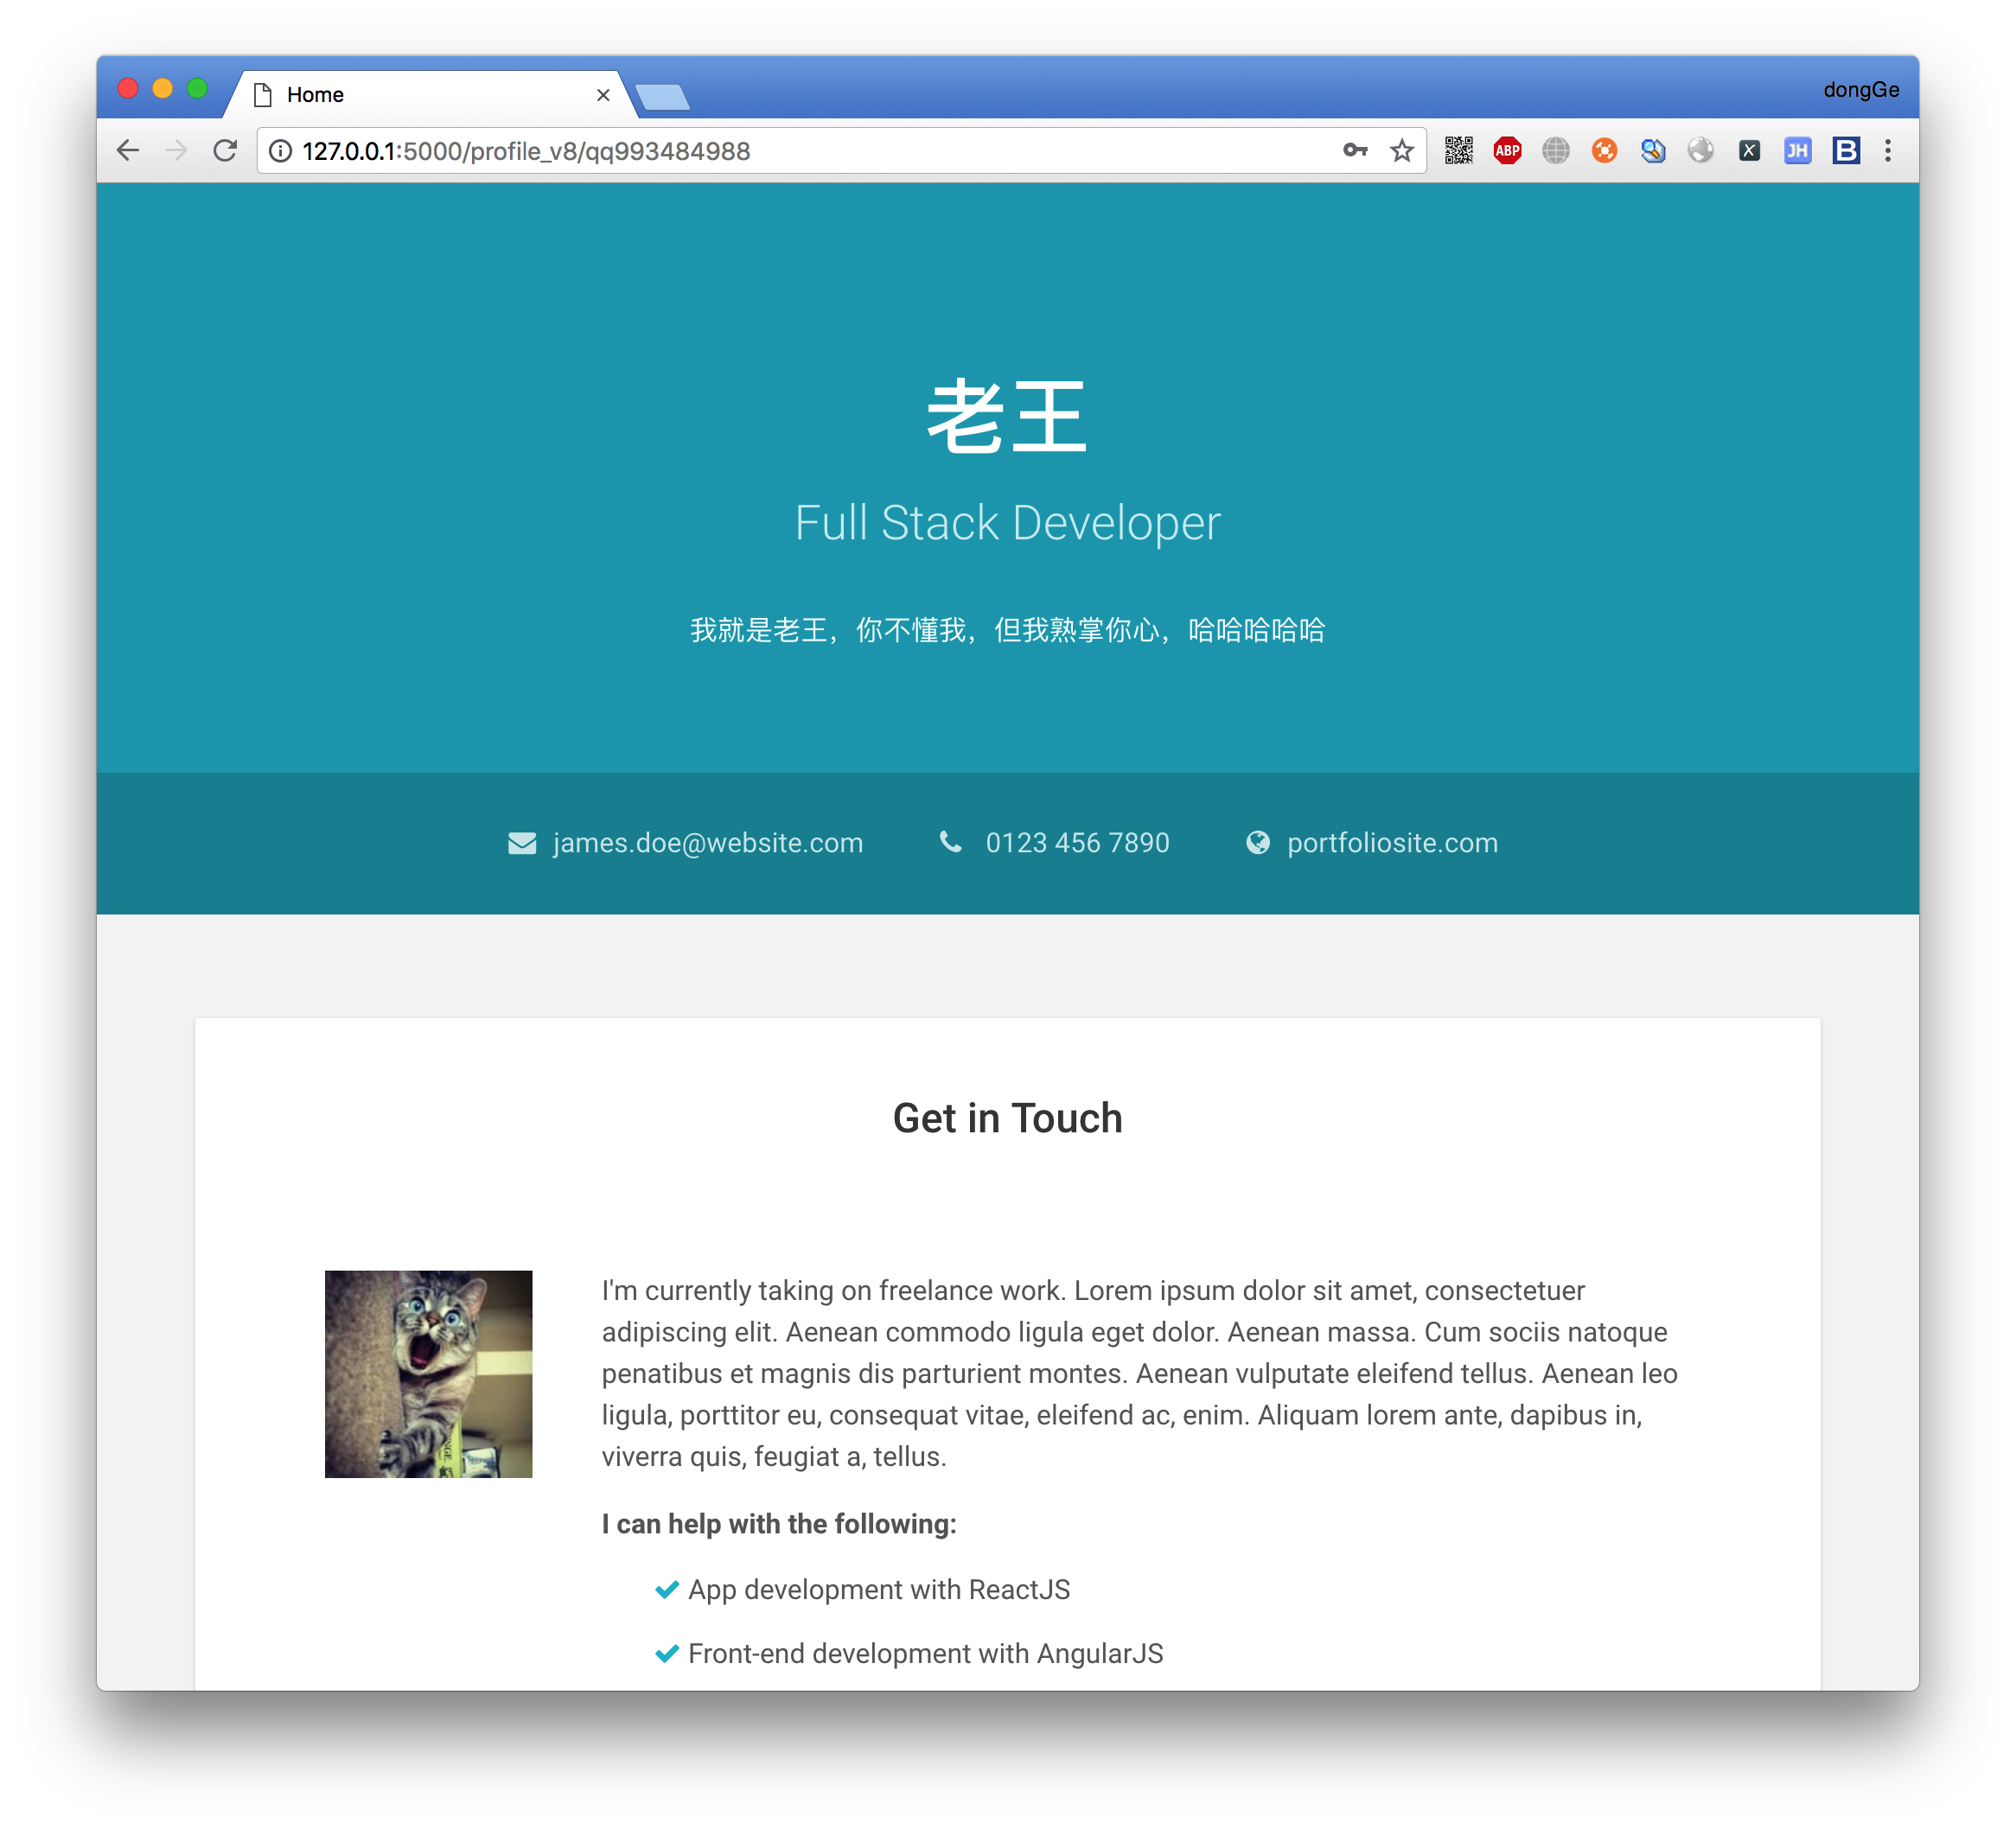 Home
dongGe
127.0.0.1:5000/profile_v8/qq993484988
ABP
X
JH
B
老王
Full Stack Developer
我就是老王，你不懂我，但我熟掌你心，哈哈哈哈哈
james.doe@website.com
0123 456 7890
portfoliosite.com
Get in Touch
I'm currently taking on freelance work. Lorem ipsum dolor sit amet, consectetuer
adipiscing elit. Aenean commodo ligula eget dolor. Aenean massa. Cum sociis natoque
penatibus et magnis dis parturient montes. Aenean vulputate eleifend tellus. Aenean leo
ligula, porttitor eu, consequat vitae, eleifend ac, enim. Aliquam lorem ante, dapibus in,
viverra quis, feugiat a, tellus.
I can help with the following:
App development with ReactJS
Front-end development with AngularJS